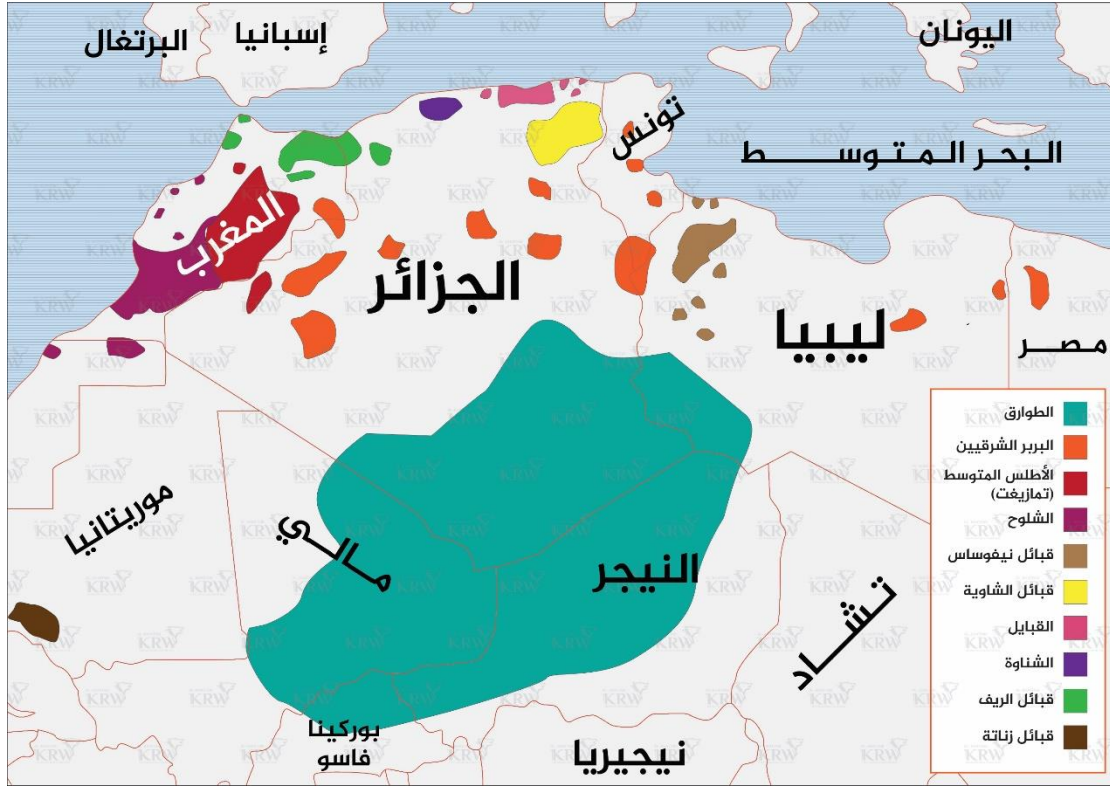 البرتغال
إسبانيا
اليونان
تونس
البحر المتوسط
المغرب
الجزائر
ليبيا
مصر
موريتانيا
مالي
النيجر
تشاد
بوركينا
فاسو
نيجيريا
الطوارق
البربر الشرقيين
الأطلس المتوسط
(تمازيغت)
الشلوح
قبائل نيفوساس
قبائل الشاوية
القبايل
الشناوة
قبائل الريف
قبائل زناتة
KRW